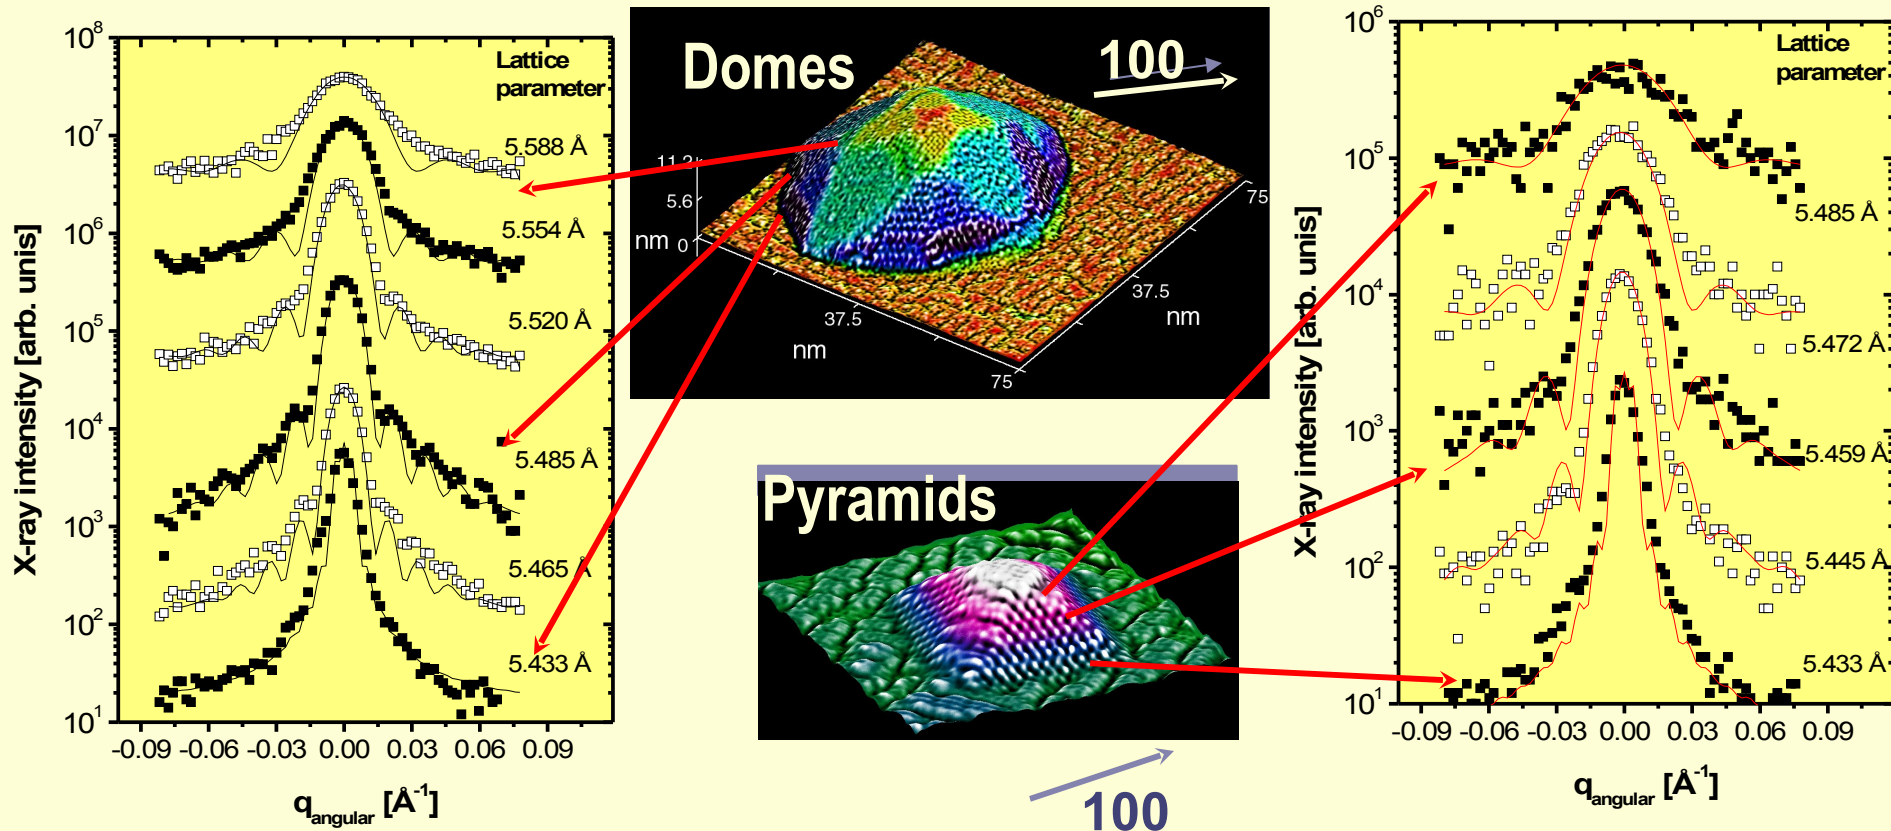 10^8
10^7
10^6
10^5
10^4
10^3
10^2
10^1
X-ray intensity [arb. unis]
Lattice
parameter
5.588 Å
5.554 Å
5.520 Å
5.485 Å
5.465 Å
5.433 Å
-0.09 -0.06 -0.03 0.00 0.03 0.06 0.09
q_angular [Å^-1]
Domes
100
11.2
5.6
nm 0
37.5
nm
75
37.5
nm
75
Pyramids
100
10^6
10^5
10^4
10^3
10^2
10^1
X-ray intensity [arb. unis]
Lattice
parameter
5.485 Å
5.472 Å
5.459 Å
5.445 Å
5.433 Å
-0.09 -0.06 -0.03 0.00 0.03 0.06 0.09
q_angular [Å^-1]